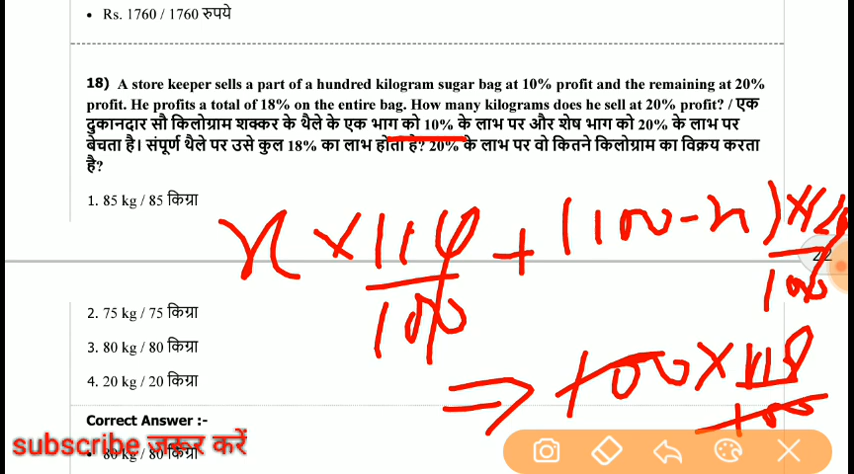 • Rs. 1760 / 1760 रुपये
18) A store keeper sells a part of a hundred kilogram sugar bag at 10% profit and the remaining at 20%
profit. He profits a total of 18% on the entire bag. How many kilograms does he sell at 20% profit? / एक
दुकानदार सौ किलोग्राम शक्कर के थैले के एक भाग को 10% के लाभ पर और शेष भाग को 20% के लाभ पर
बेचता है। संपूर्ण थैले पर उसे कुल 18% का लाभ होता है? 20% के लाभ पर वो कितने किलोग्राम का विक्रय करता
है?
1. 85 kg / 85 किग्रा
x × 110/100 + (100-x) × 120/100
22
2. 75 kg / 75 किग्रा
3. 80 kg / 80 किग्रा
⇒ 100 × 118/100
4. 20 kg / 20 किग्रा
Correct Answer :-
subscribe जरूर करें
• 80 kg / 80 किग्रा